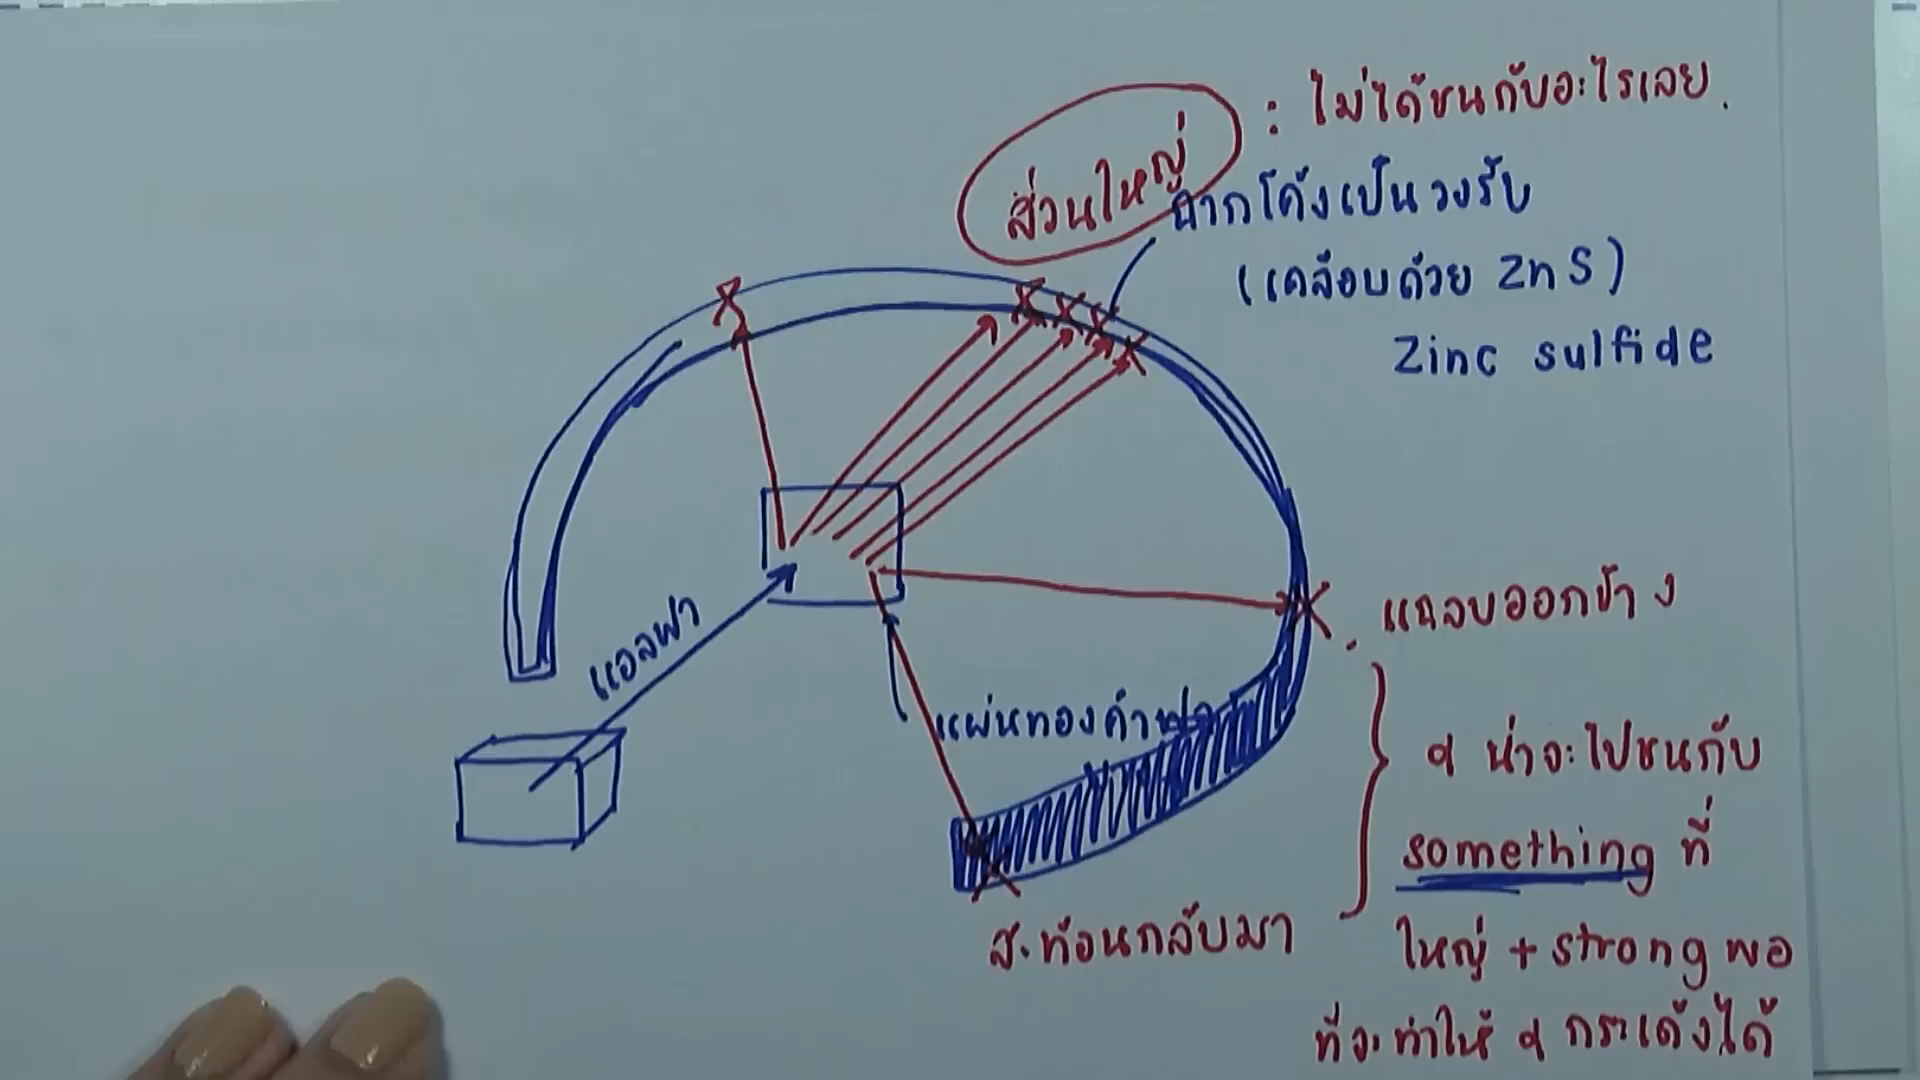 ส่วนใหญ่ : ไม่ได้ชนกับอะไรเลย.
ฉากโค้งเป็นวงรับ
(เคลือบด้วย ZnS)
Zinc sulfide
แอลฟา
แฉลบออกข้าง
แผ่นทองคำ
α น่าจะไปชนกับ
something ที่
ใหญ่ + strong พอ
ที่จะทำให้ α กระเด้งได้
สะท้อนกลับมา